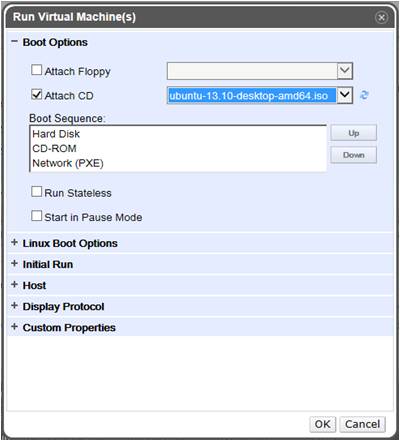 Run Virtual Machine(s)
Boot Options
Attach Floppy
Attach CD
ubuntu-13.10-desktop-amd64.iso
Boot Sequence:
Hard Disk
CD-ROM
Network (PXE)
Up
Down
Run Stateless
Start in Pause Mode
Linux Boot Options
Initial Run
Host
Display Protocol
Custom Properties
OK
Cancel